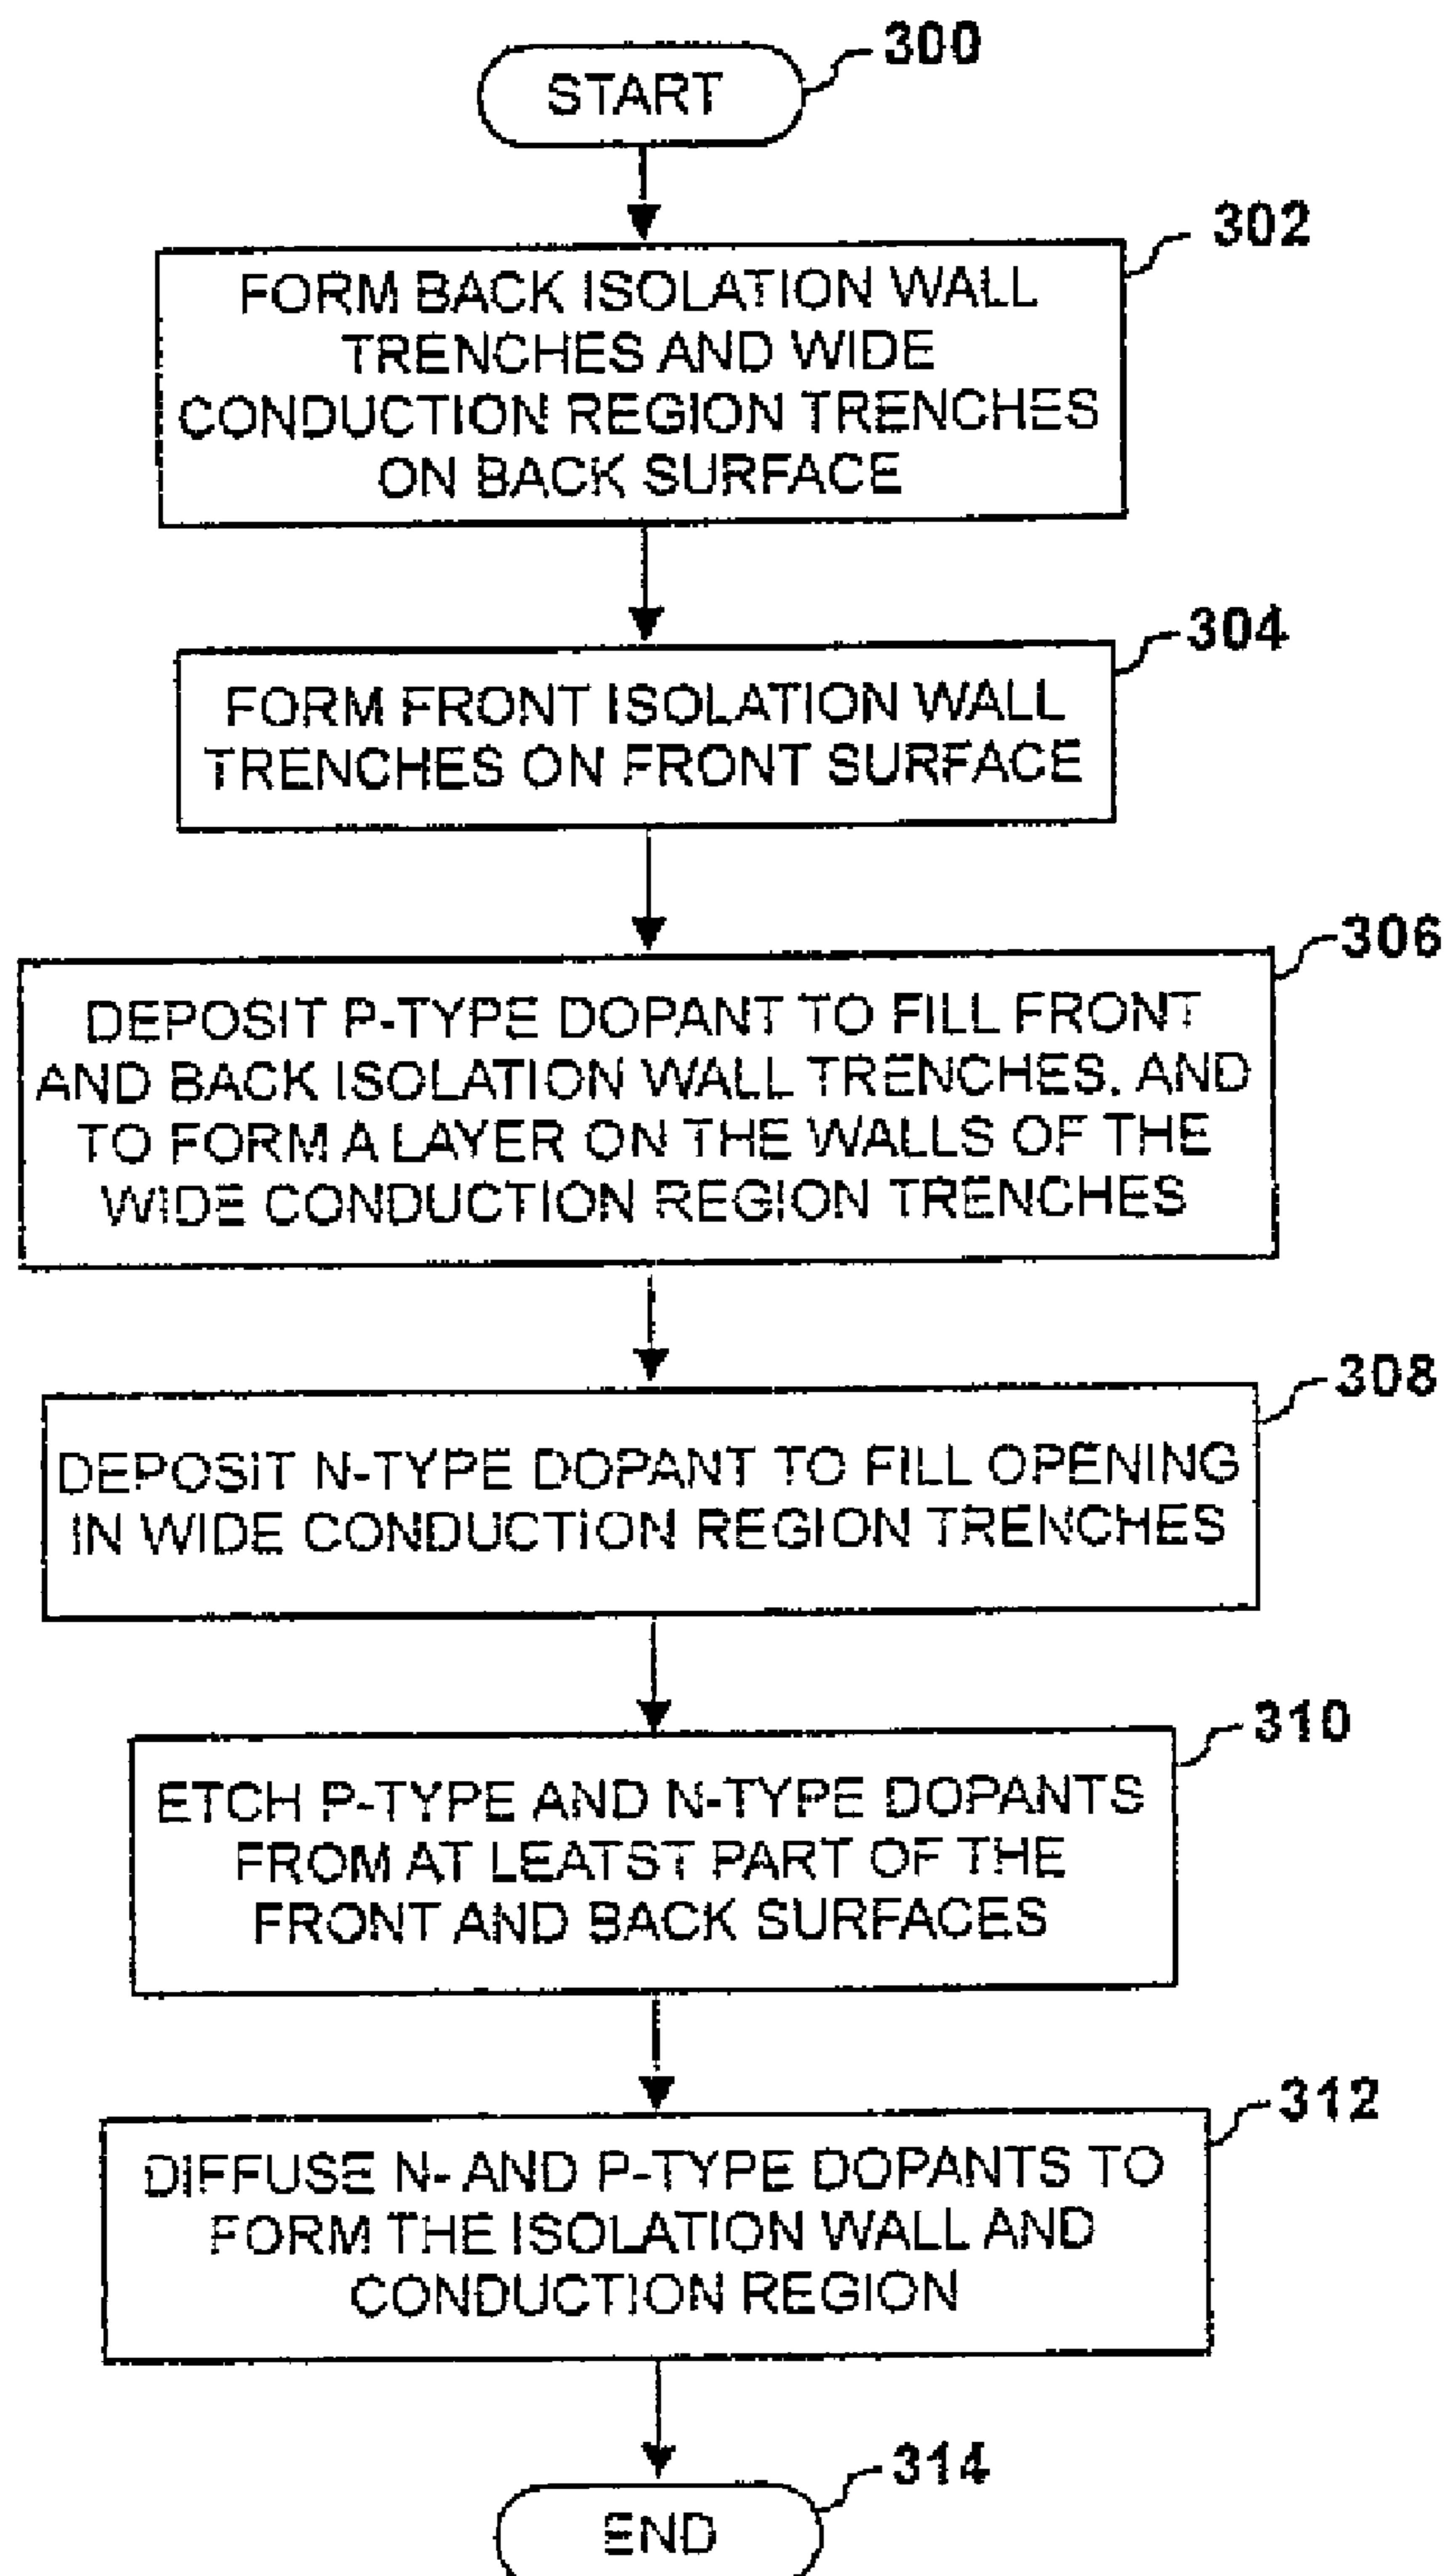 START
300
302
FORM BACK ISOLATION WALL
TRENCHES AND WIDE
CONDUCTION REGION TRENCHES
ON BACK SURFACE
304
FORM FRONT ISOLATION WALL
TRENCHES ON FRONT SURFACE
306
DEPOSIT P-TYPE DOPANT TO FILL FRONT
AND BACK ISOLATION WALL TRENCHES, AND
TO FORM A LAYER ON THE WALLS OF THE
WIDE CONDUCTION REGION TRENCHES
308
DEPOSIT N-TYPE DOPANT TO FILL OPENING
IN WIDE CONDUCTION REGION TRENCHES
310
ETCH P-TYPE AND N-TYPE DOPANTS
FROM AT LEATST PART OF THE
FRONT AND BACK SURFACES
312
DIFFUSE N- AND P-TYPE DOPANTS TO
FORM THE ISOLATION WALL AND
CONDUCTION REGION
314
END